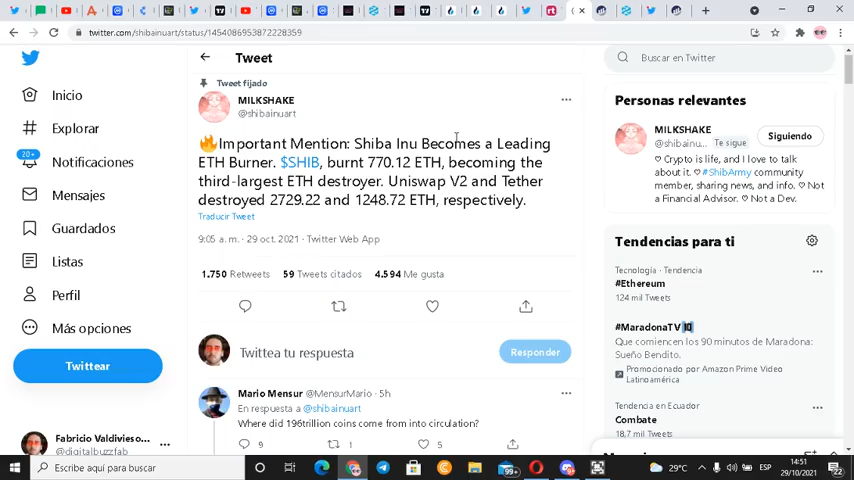 twitter.com/shibainuart/status/1454086953872228359
Inicio
Explorar
20+
Notificaciones
Mensajes
Guardados
Listas
Perfil
Más opciones
Twittear
Fabricio Valdivieso...
@digitalbuzzfab
Tweet
Tweet fijado
MILKSHAKE
@shibainuart
Important Mention: Shiba Inu Becomes a Leading
ETH Burner. $SHIB, burnt 770.12 ETH, becoming the
third-largest ETH destroyer. Uniswap V2 and Tether
destroyed 2729.22 and 1248.72 ETH, respectively.
Traducir Tweet
9:05 a. m. · 29 oct. 2021 · Twitter Web App
1.750 Retweets 59 Tweets citados 4.594 Me gusta
Twittea tu respuesta
Responder
Mario Mensur @MensurMario · 5h
En respuesta a @shibainuart
Where did 196trillion coins come from into circulation?
9 1 5
Buscar en Twitter
Personas relevantes
MILKSHAKE
@shibainu... Te sigue
Siguiendo
Crypto is life, and I love to talk
about it. #ShibArmy community
member, sharing news, and info. Not
a Financial Advisor. Not a Dev.
Tendencias para ti
Tecnología · Tendencia
#Ethereum
124 mil Tweets
#MaradonaTV
Que comiencen los 90 minutos de Maradona:
Sueño Bendito.
Promocionado por Amazon Prime Video
Latinoamérica
Tendencia en Ecuador
Combate
18,7 mil Tweets
Escribe aquí para buscar
99+
29°C
ESP
14:51
29/10/2021
22